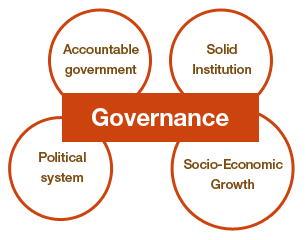 Accountable
government
Solid
Institution
Governance
Political
system
Socio-Economic
Growth